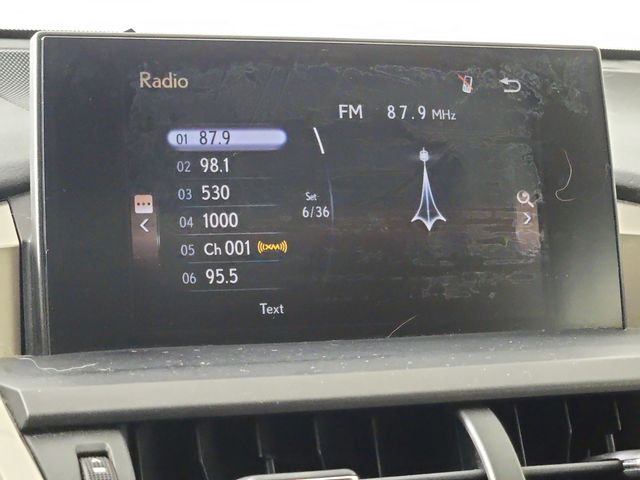 Radio
FM 87.9 MHz
01 87.9
02 98.1
03 530
04 1000
05 Ch 001 ((XM))
06 95.5
Set
6/36
Text